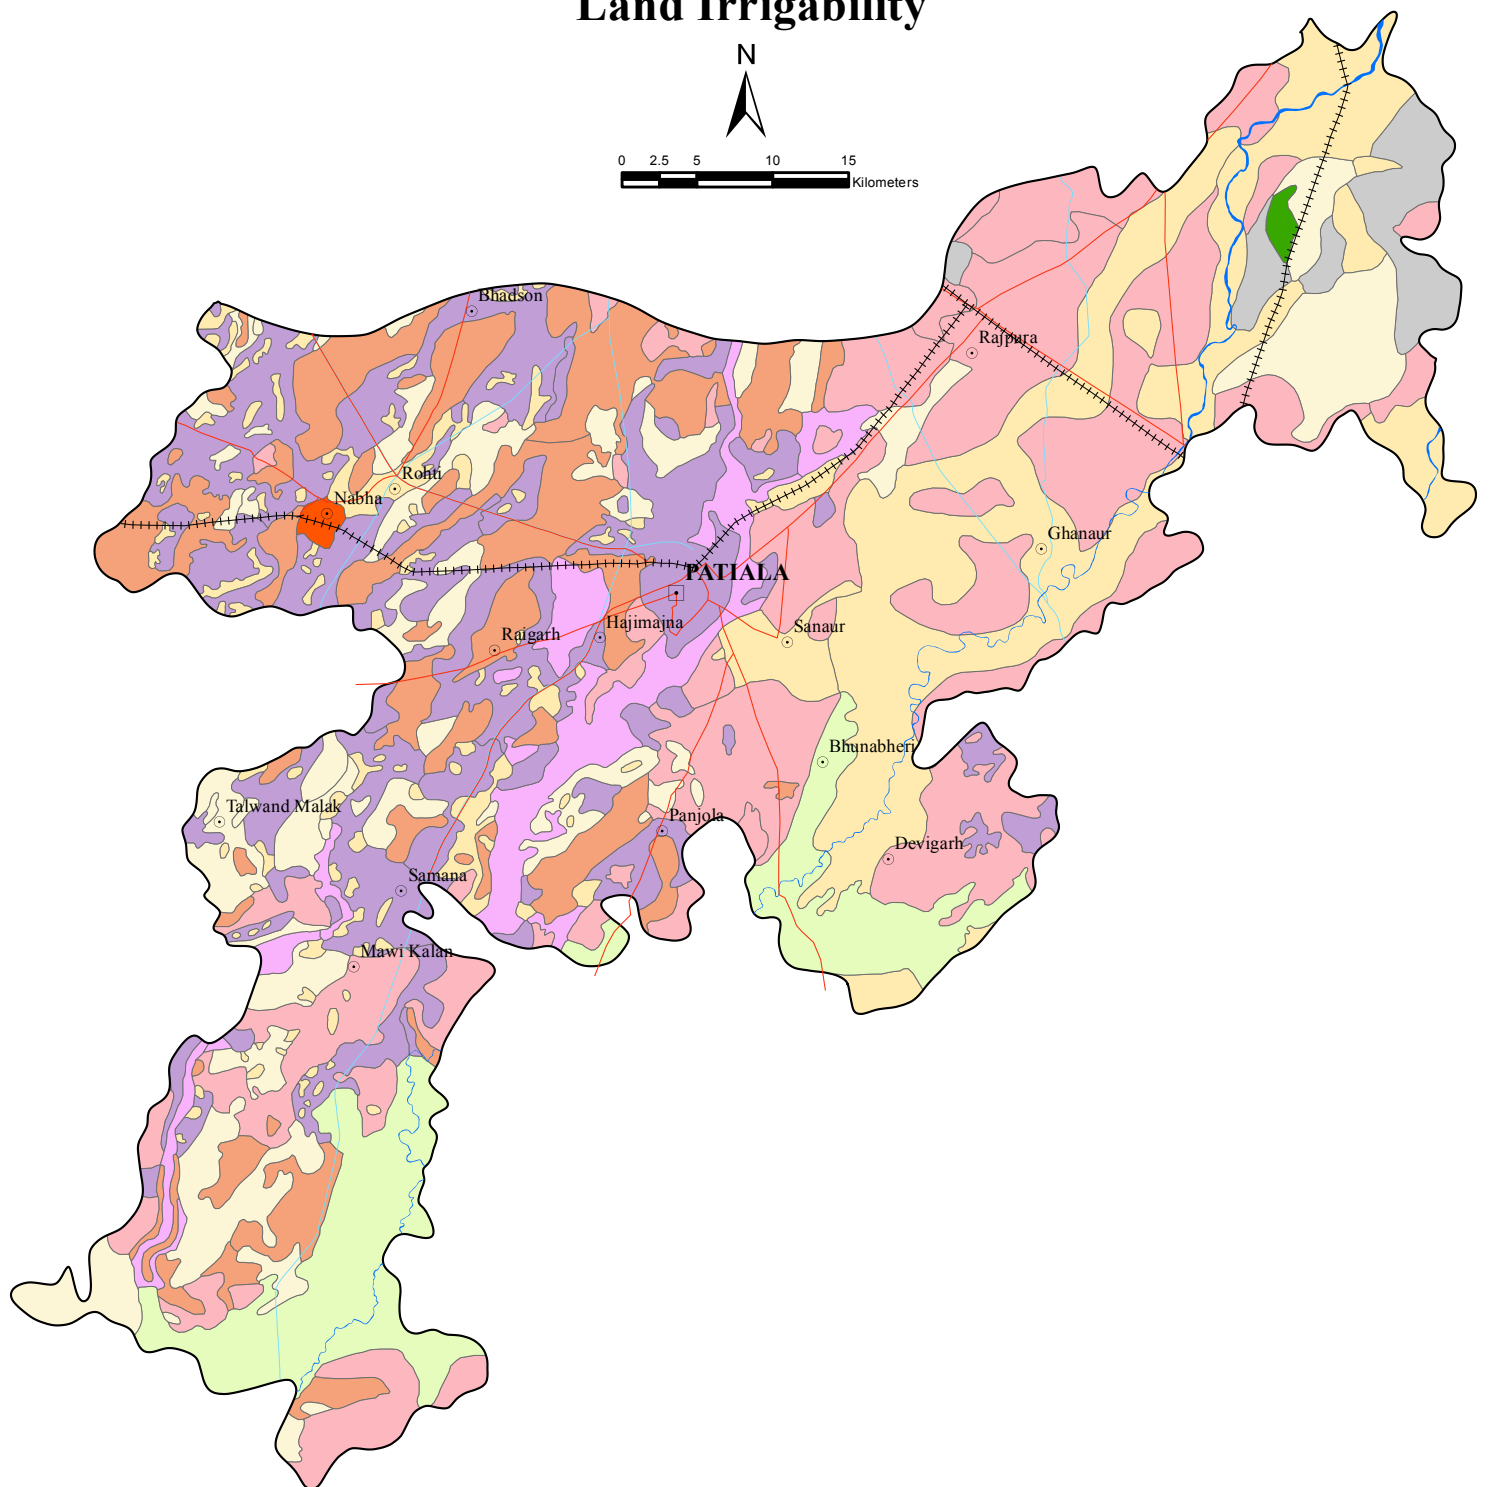 Land Irrigability
N
0 2.5 5 10 15
Kilometers
Bhadson
Rajpura
Rohti
Nabha
Ghanaur
PATIALA
Hajimajna
Sanaur
Raigarh
Bhunabheri
Talwand Malak
Panjola
Devigarh
Samana
Mawi Kalan